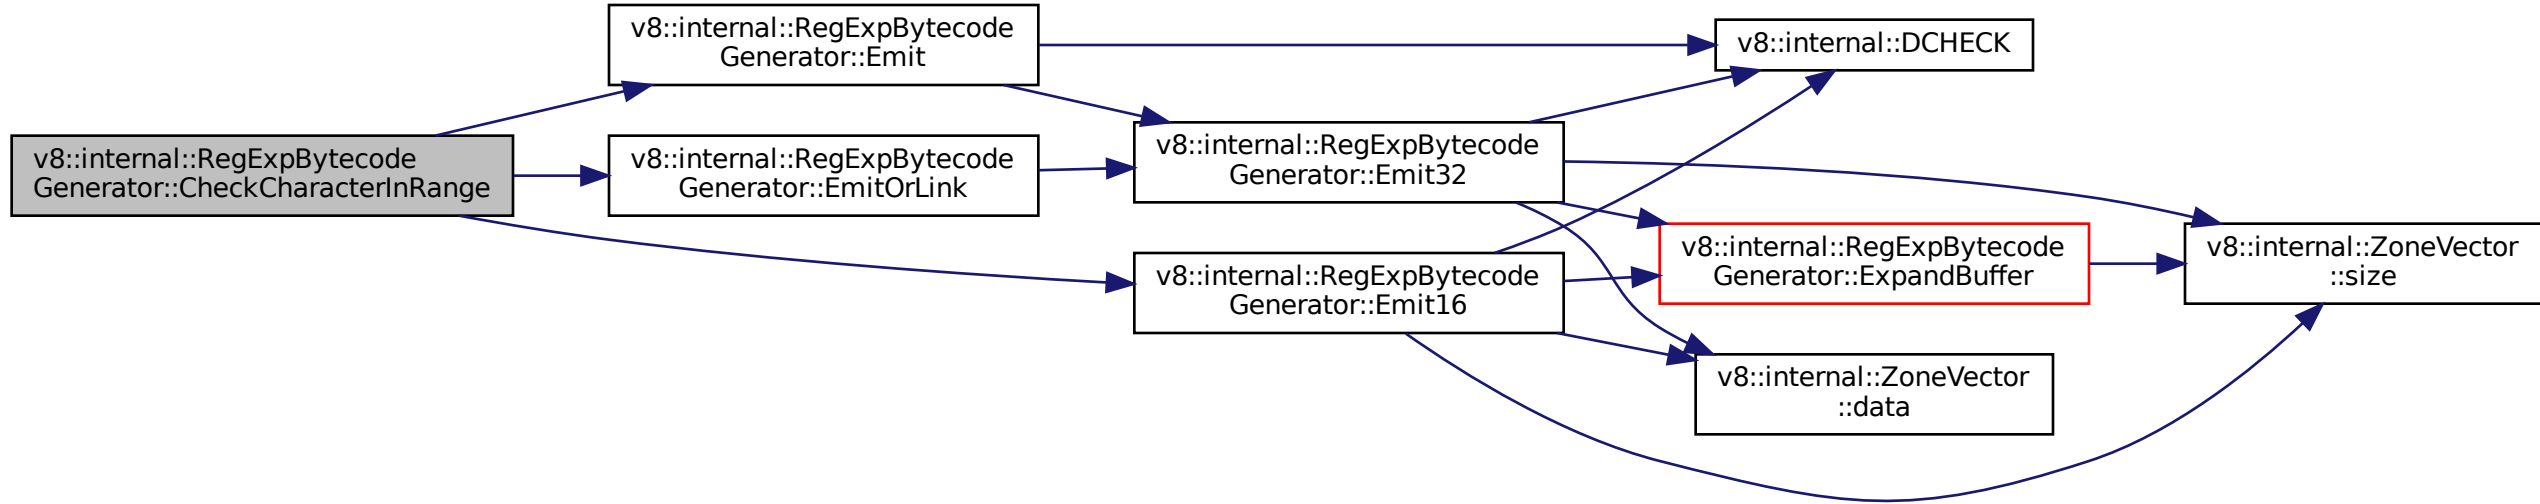 v8::internal::RegExpBytecode
Generator::CheckCharacterInRange
v8::internal::RegExpBytecode
Generator::Emit
v8::internal::RegExpBytecode
Generator::EmitOrLink
v8::internal::RegExpBytecode
Generator::Emit32
v8::internal::RegExpBytecode
Generator::Emit16
v8::internal::DCHECK
v8::internal::RegExpBytecode
Generator::ExpandBuffer
v8::internal::ZoneVector
::data
v8::internal::ZoneVector
::size